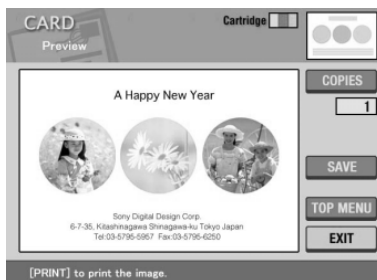 CARD
Cartridge
Preview
COPIES
1
A Happy New Year
SAVE
Sony Digital Design Corp.
6-7-35, Kitashinagawa Shinagawa-ku Tokyo Japan
Tel:03-5795-5957 Fax:03-5795-6250
TOP MENU
EXIT
[PRINT] to print the image.